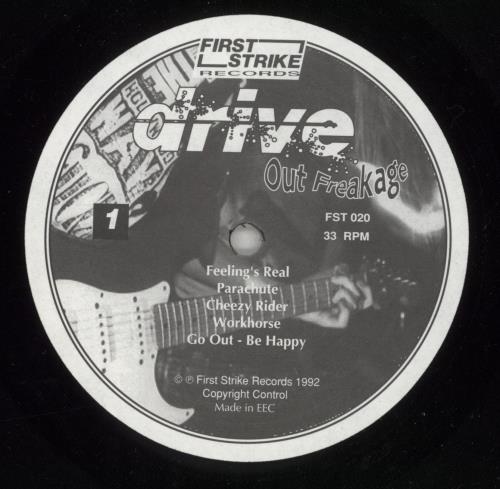 FIRST
STRIKE
RECORDS
drive
Out Freakage
1
FST 020
33 RPM
Feeling's Real
Parachute
Cheezy Rider
Workhorse
Go Out - Be Happy
© ℗ First Strike Records 1992
Copyright Control
Made in EEC